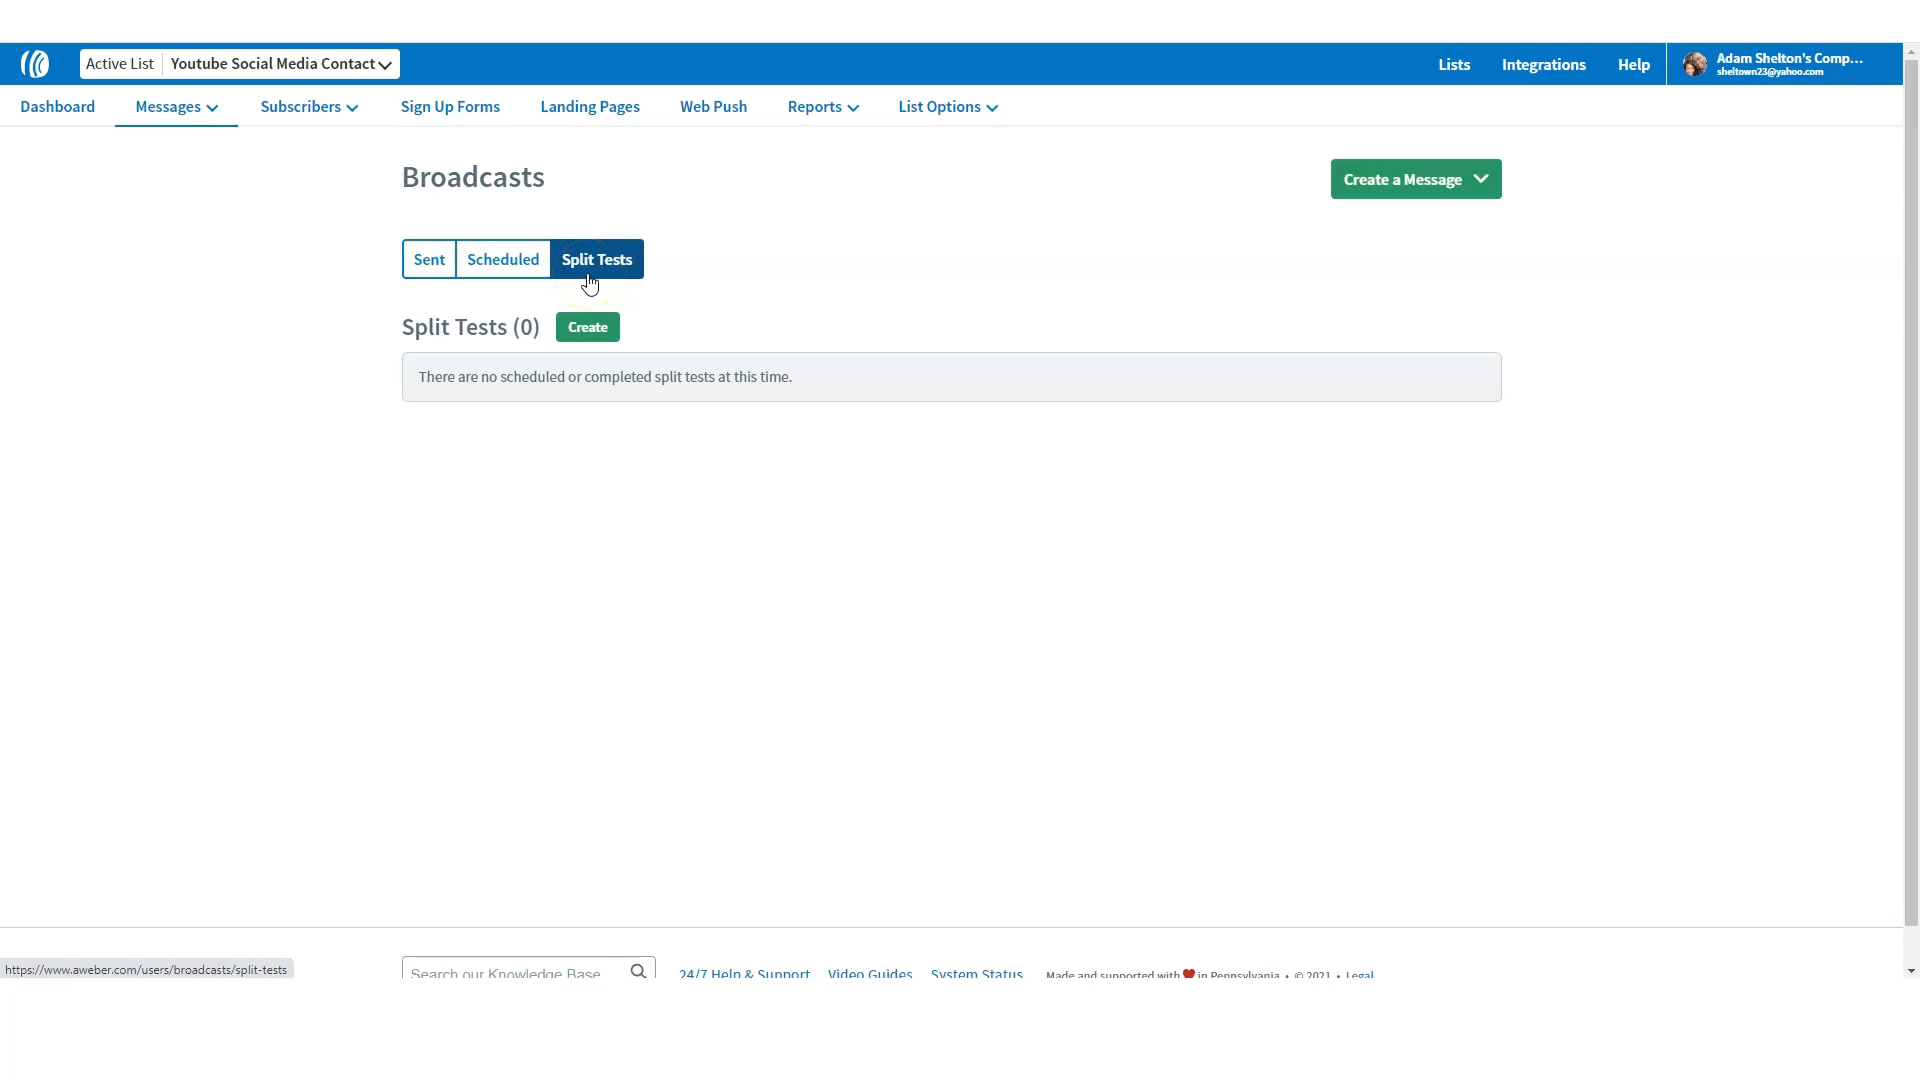 Active List Youtube Social Media Contact
Lists Integrations Help Adam Shelton's Comp...
sheltown23@yahoo.com
Dashboard Messages Subscribers Sign Up Forms Landing Pages Web Push Reports List Options
Broadcasts
Create a Message
Sent Scheduled Split Tests
Split Tests (0) Create
There are no scheduled or completed split tests at this time.
https://www.aweber.com/users/broadcasts/split-tests
Search our Knowledge Base 24/7 Help & Support Video Guides System Status Made and supported with ❤ in Pennsylvania • © 2021 • Legal